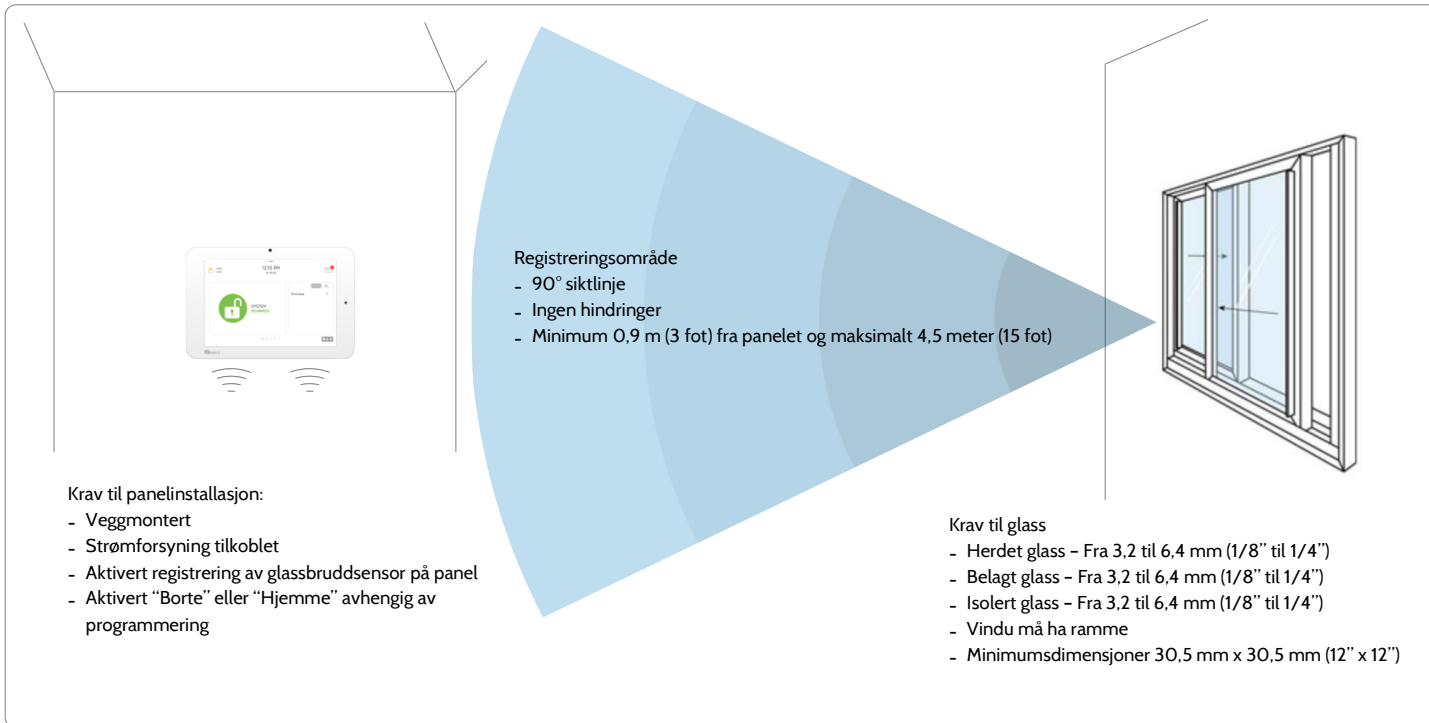 12:55 PM
SYSTEM
Registreringsområde
- 90° siktlinje
- Ingen hindringer
- Minimum 0,9 m (3 fot) fra panelet og maksimalt 4,5 meter (15 fot)
Krav til panelinstallasjon:
- Veggmontert
- Strømforsyning tilkoblet
- Aktivert registrering av glassbruddsensor på panel
- Aktivert “Borte” eller “Hjemme” avhengig av
programmering
Krav til glass
- Herdet glass – Fra 3,2 til 6,4 mm (1/8’’ til 1/4’’)
- Belagt glass – Fra 3,2 til 6,4 mm (1/8’’ til 1/4’’)
- Isolert glass – Fra 3,2 til 6,4 mm (1/8’’ til 1/4’’)
- Vindu må ha ramme
- Minimumsdimensjoner 30,5 mm x 30,5 mm (12’’ x 12’’)